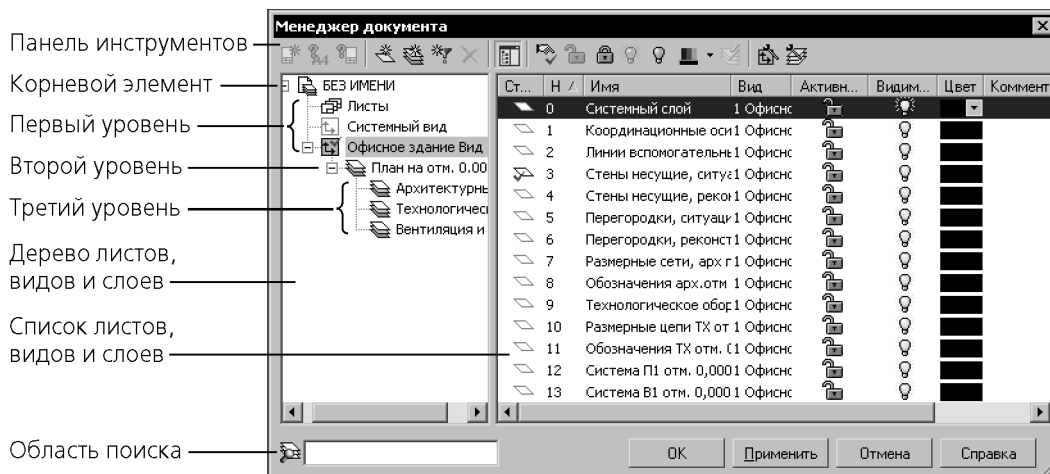 Менеджер документа
Панель инструментов
Корневой элемент
Первый уровень
Второй уровень
Третий уровень
Дерево листов,
видов и слоев
Список листов,
видов и слоев
Область поиска
БЕЗ ИМЕНИ
Листы
Системный вид
Офисное здание Вид
План на отм. 0.00
Архитектурнь
Технологичес
Вентиляция и
Ст... Н Имя Вид Активн... Видим... Цвет Коммент
0 Системный слой 1 Офисно
1 Координационные оси 1 Офисно
2 Линии вспомогательнь 1 Офисно
3 Стены несущие, ситуа 1 Офисно
4 Стены несущие, рекон 1 Офисно
5 Перегородки, ситуаци 1 Офисно
6 Перегородки, реконст 1 Офисно
7 Размерные сети, арх г 1 Офисно
8 Обозначения арх.отм 1 Офисно
9 Технологическое обор 1 Офисно
10 Размерные цепи ТХ от 1 Офисно
11 Обозначения ТХ отм. 0 1 Офисно
12 Система П1 отм. 0,000 1 Офисно
13 Система В1 отм. 0,000 1 Офисно
ОК Применить Отмена Справка